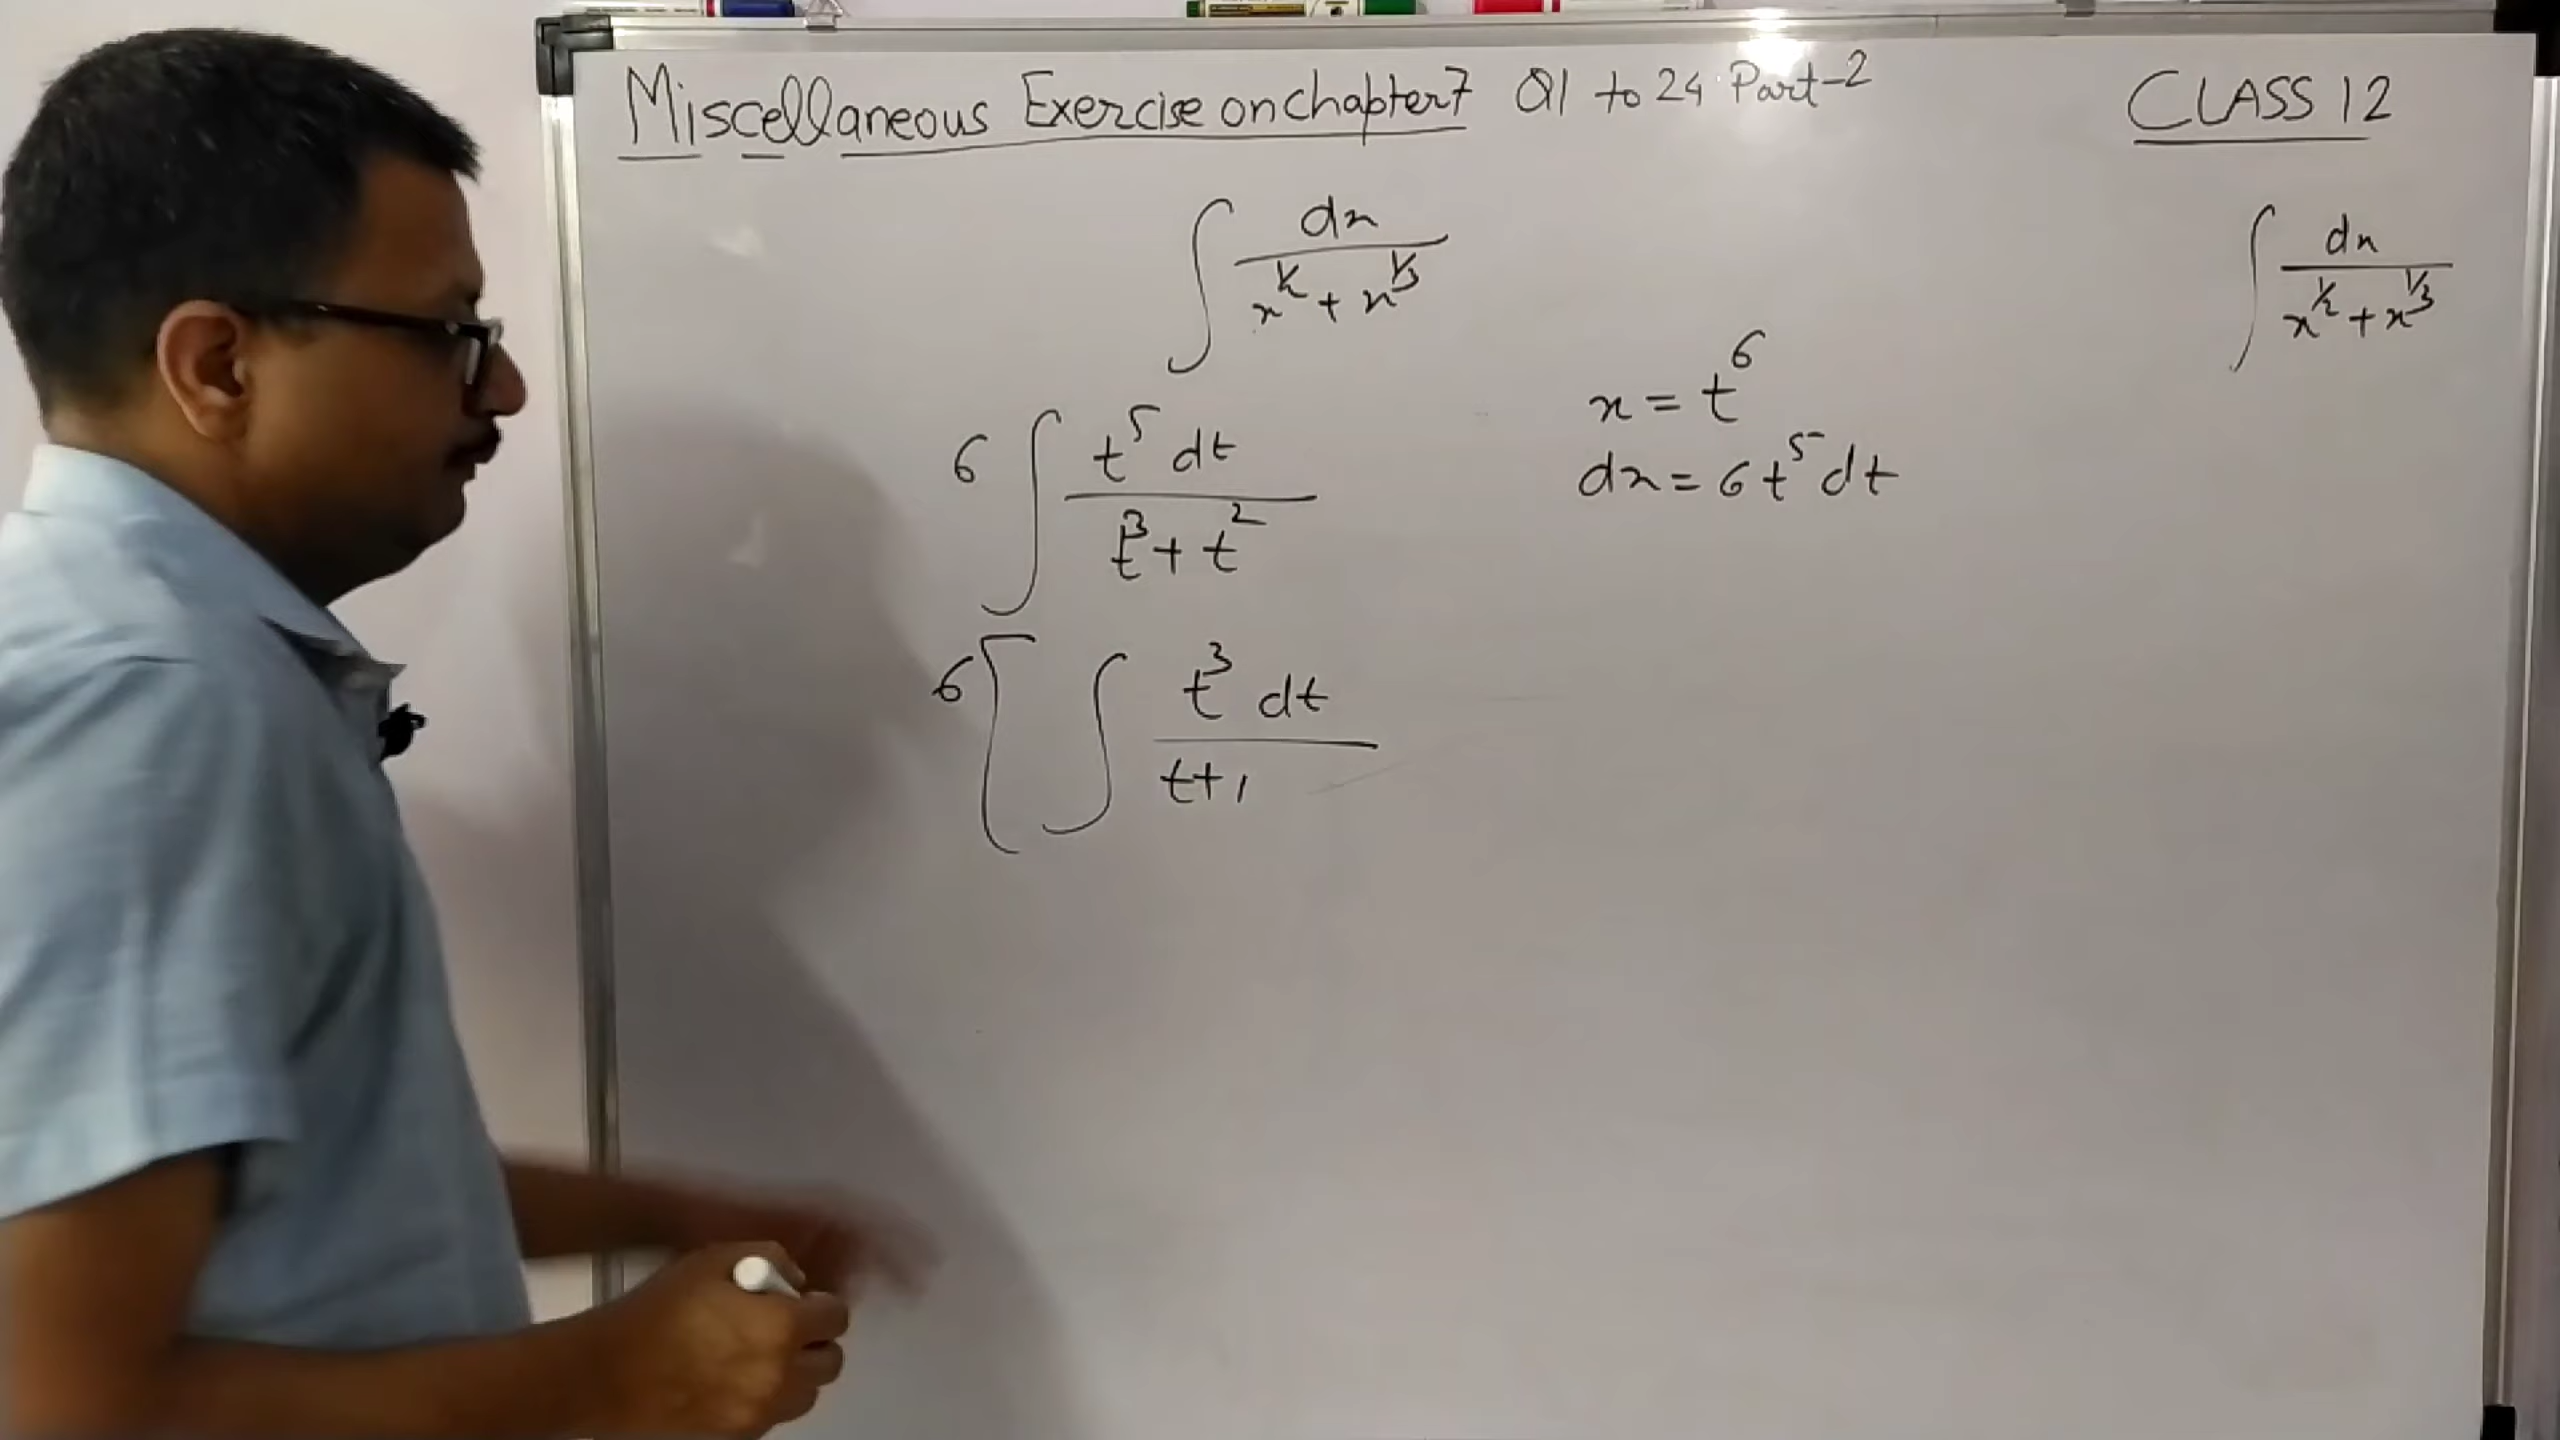 Miscellaneous Exercise on chapter 7 Q1 to 24 Part-2
CLASS 12
∫ dx / (x^1/2 + x^1/3)
∫ dx / (x^1/2 + x^1/3)
x = t^6
6 ∫ t^5 dt / (t^3 + t^2)
dx = 6t^5 dt
6[ ∫ t^3 dt / (t+1)